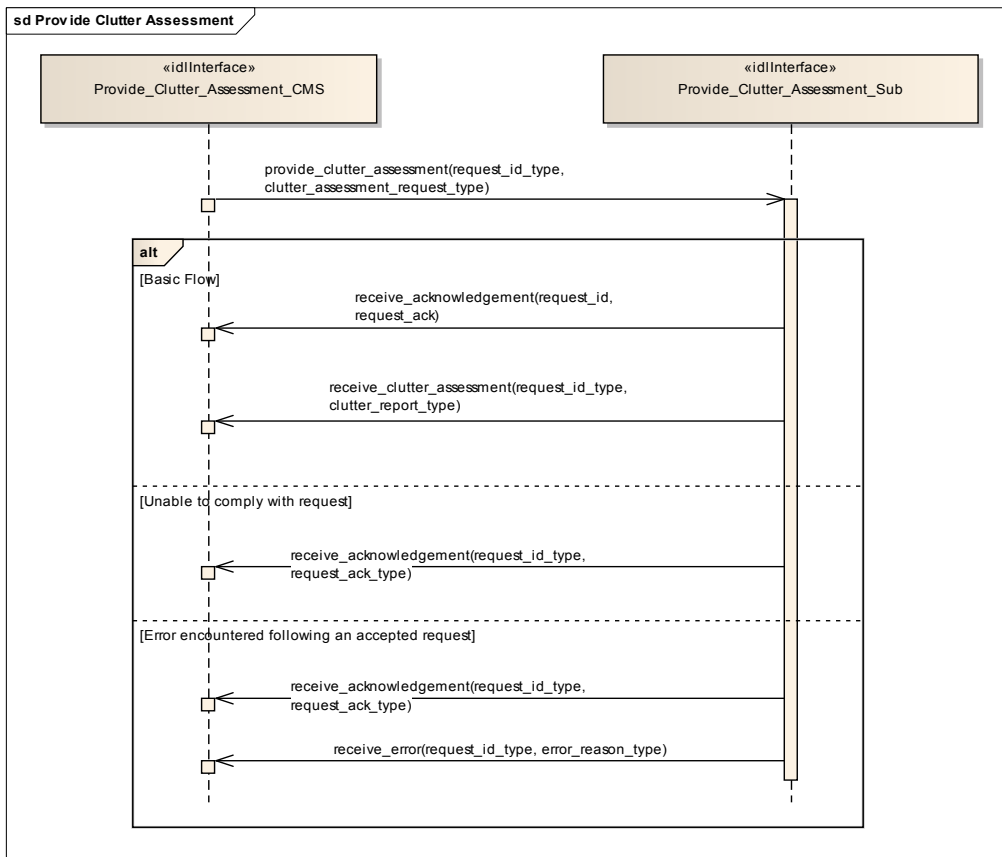 sd Provide Clutter Assessment
«idlInterface»
Provide_Clutter_Assessment_CMS
«idlInterface»
Provide_Clutter_Assessment_Sub
provide_clutter_assessment(request_id_type,
clutter_assessment_request_type)
alt
[Basic Flow]
receive_acknowledgement(request_id,
request_ack)
receive_clutter_assessment(request_id_type,
clutter_report_type)
[Unable to comply with request]
receive_acknowledgement(request_id_type,
request_ack_type)
[Error encountered following an accepted request]
receive_acknowledgement(request_id_type,
request_ack_type)
receive_error(request_id_type, error_reason_type)